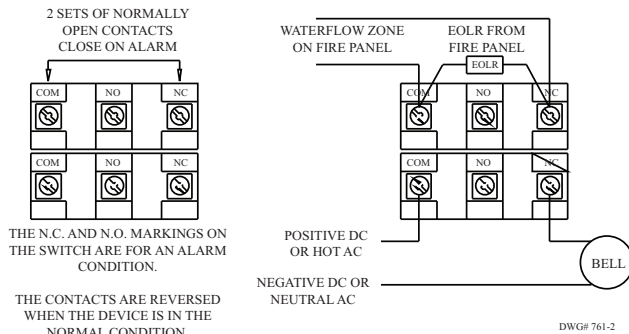 2 SETS OF NORMALLY
OPEN CONTACTS
CLOSE ON ALARM
COM NO NC
COM NO NC
THE N.C. AND N.O. MARKINGS ON
THE SWITCH ARE FOR AN ALARM
CONDITION.
THE CONTACTS ARE REVERSED
WHEN THE DEVICE IS IN THE
NORMAL CONDITION
WATERFLOW ZONE
ON FIRE PANEL
EOLR FROM
FIRE PANEL
EOLR
COM NO NC
COM NO NC
POSITIVE DC
OR HOT AC
NEGATIVE DC OR
NEUTRAL AC
BELL
DWG# 761-2